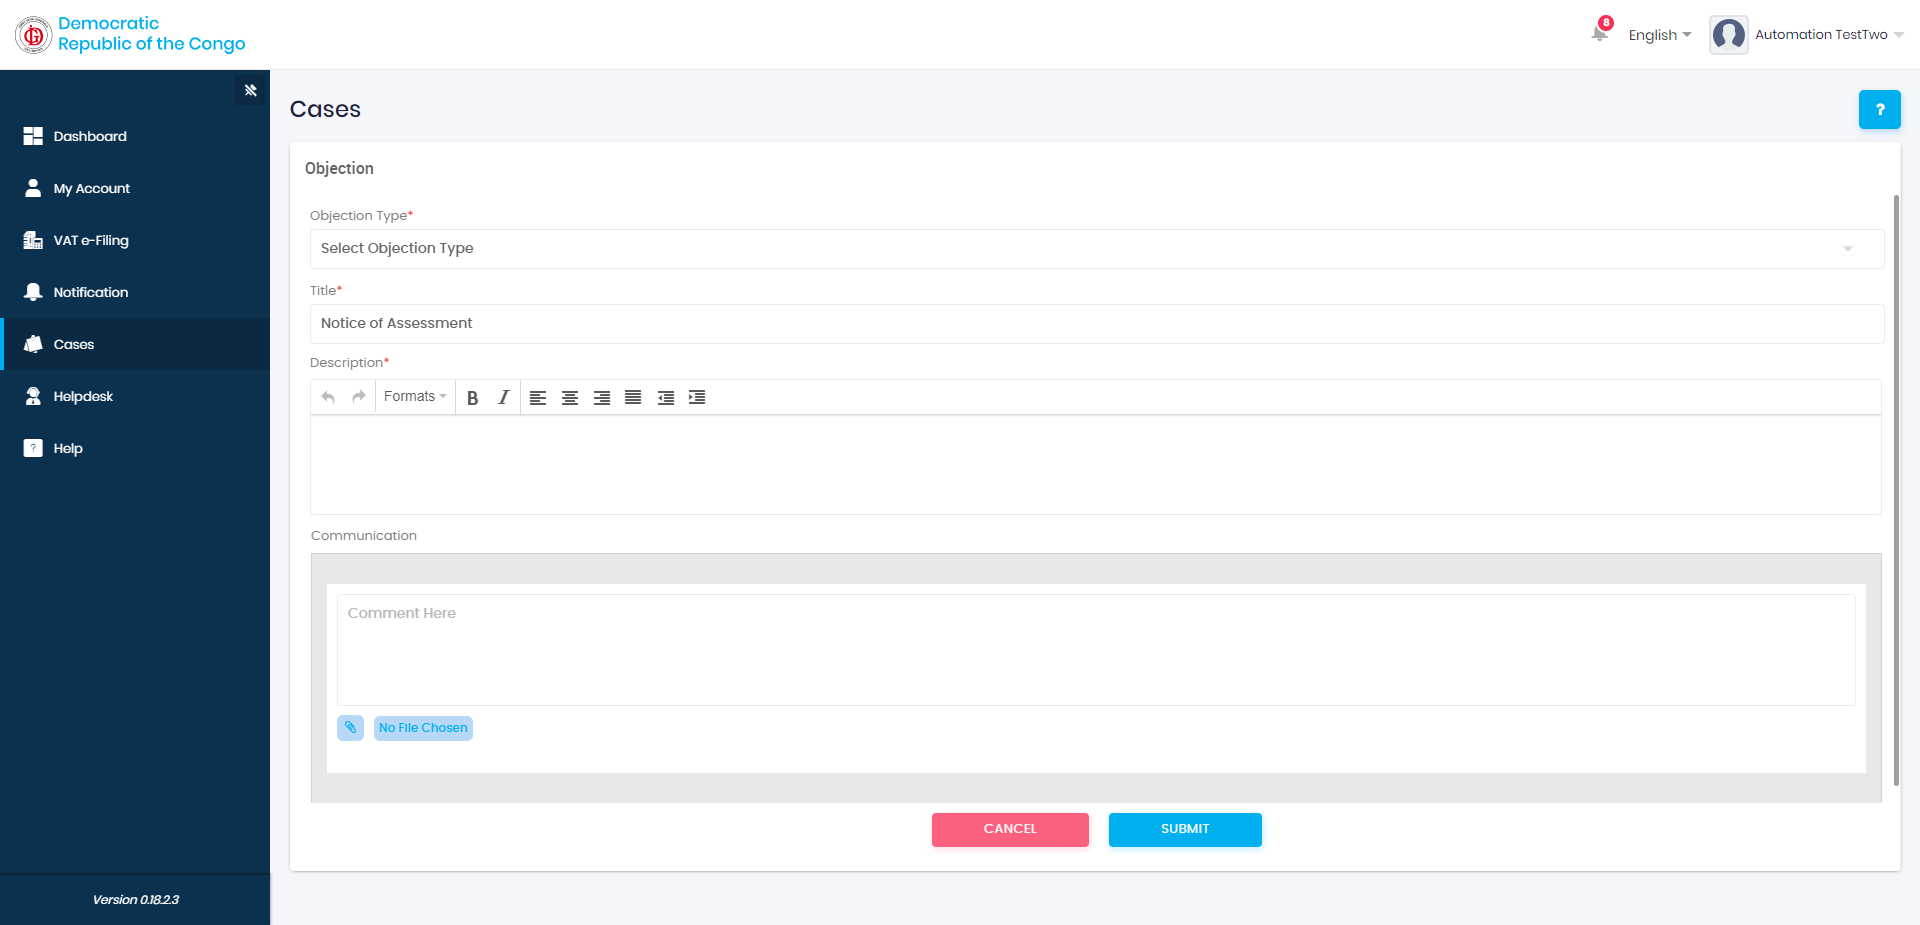 Democratic
Republic of the Congo
8
English
Automation TestTwo
Dashboard
My Account
VAT e-Filing
Notification
Cases
Helpdesk
? Help
Version 0.18.2.3
Cases
?
Objection
Objection Type*
Select Objection Type
Title*
Notice of Assessment
Description*
Formats B I
Communication
Comment Here
No File Chosen
CANCEL SUBMIT